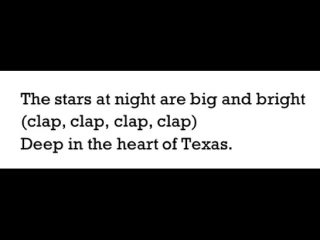 The stars at night are big and bright
(clap, clap, clap, clap)
Deep in the heart of Texas.